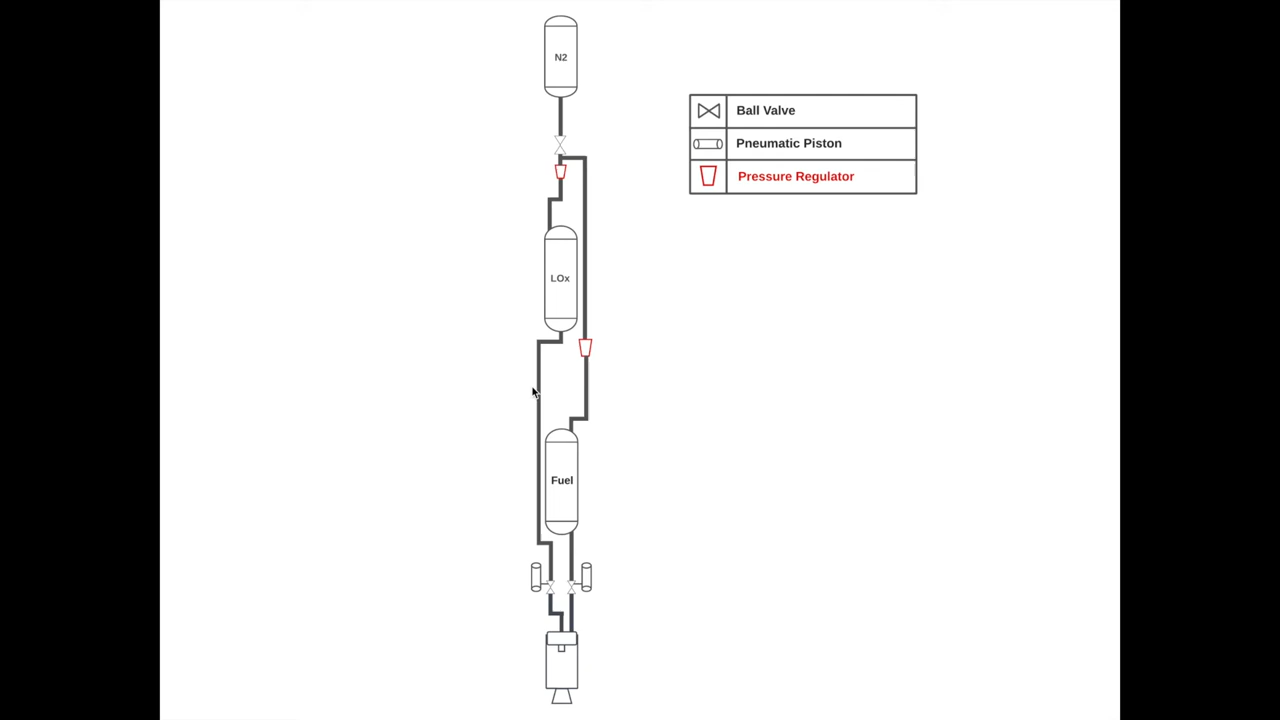 N2
Ball Valve
Pneumatic Piston
Pressure Regulator
LOx
Fuel